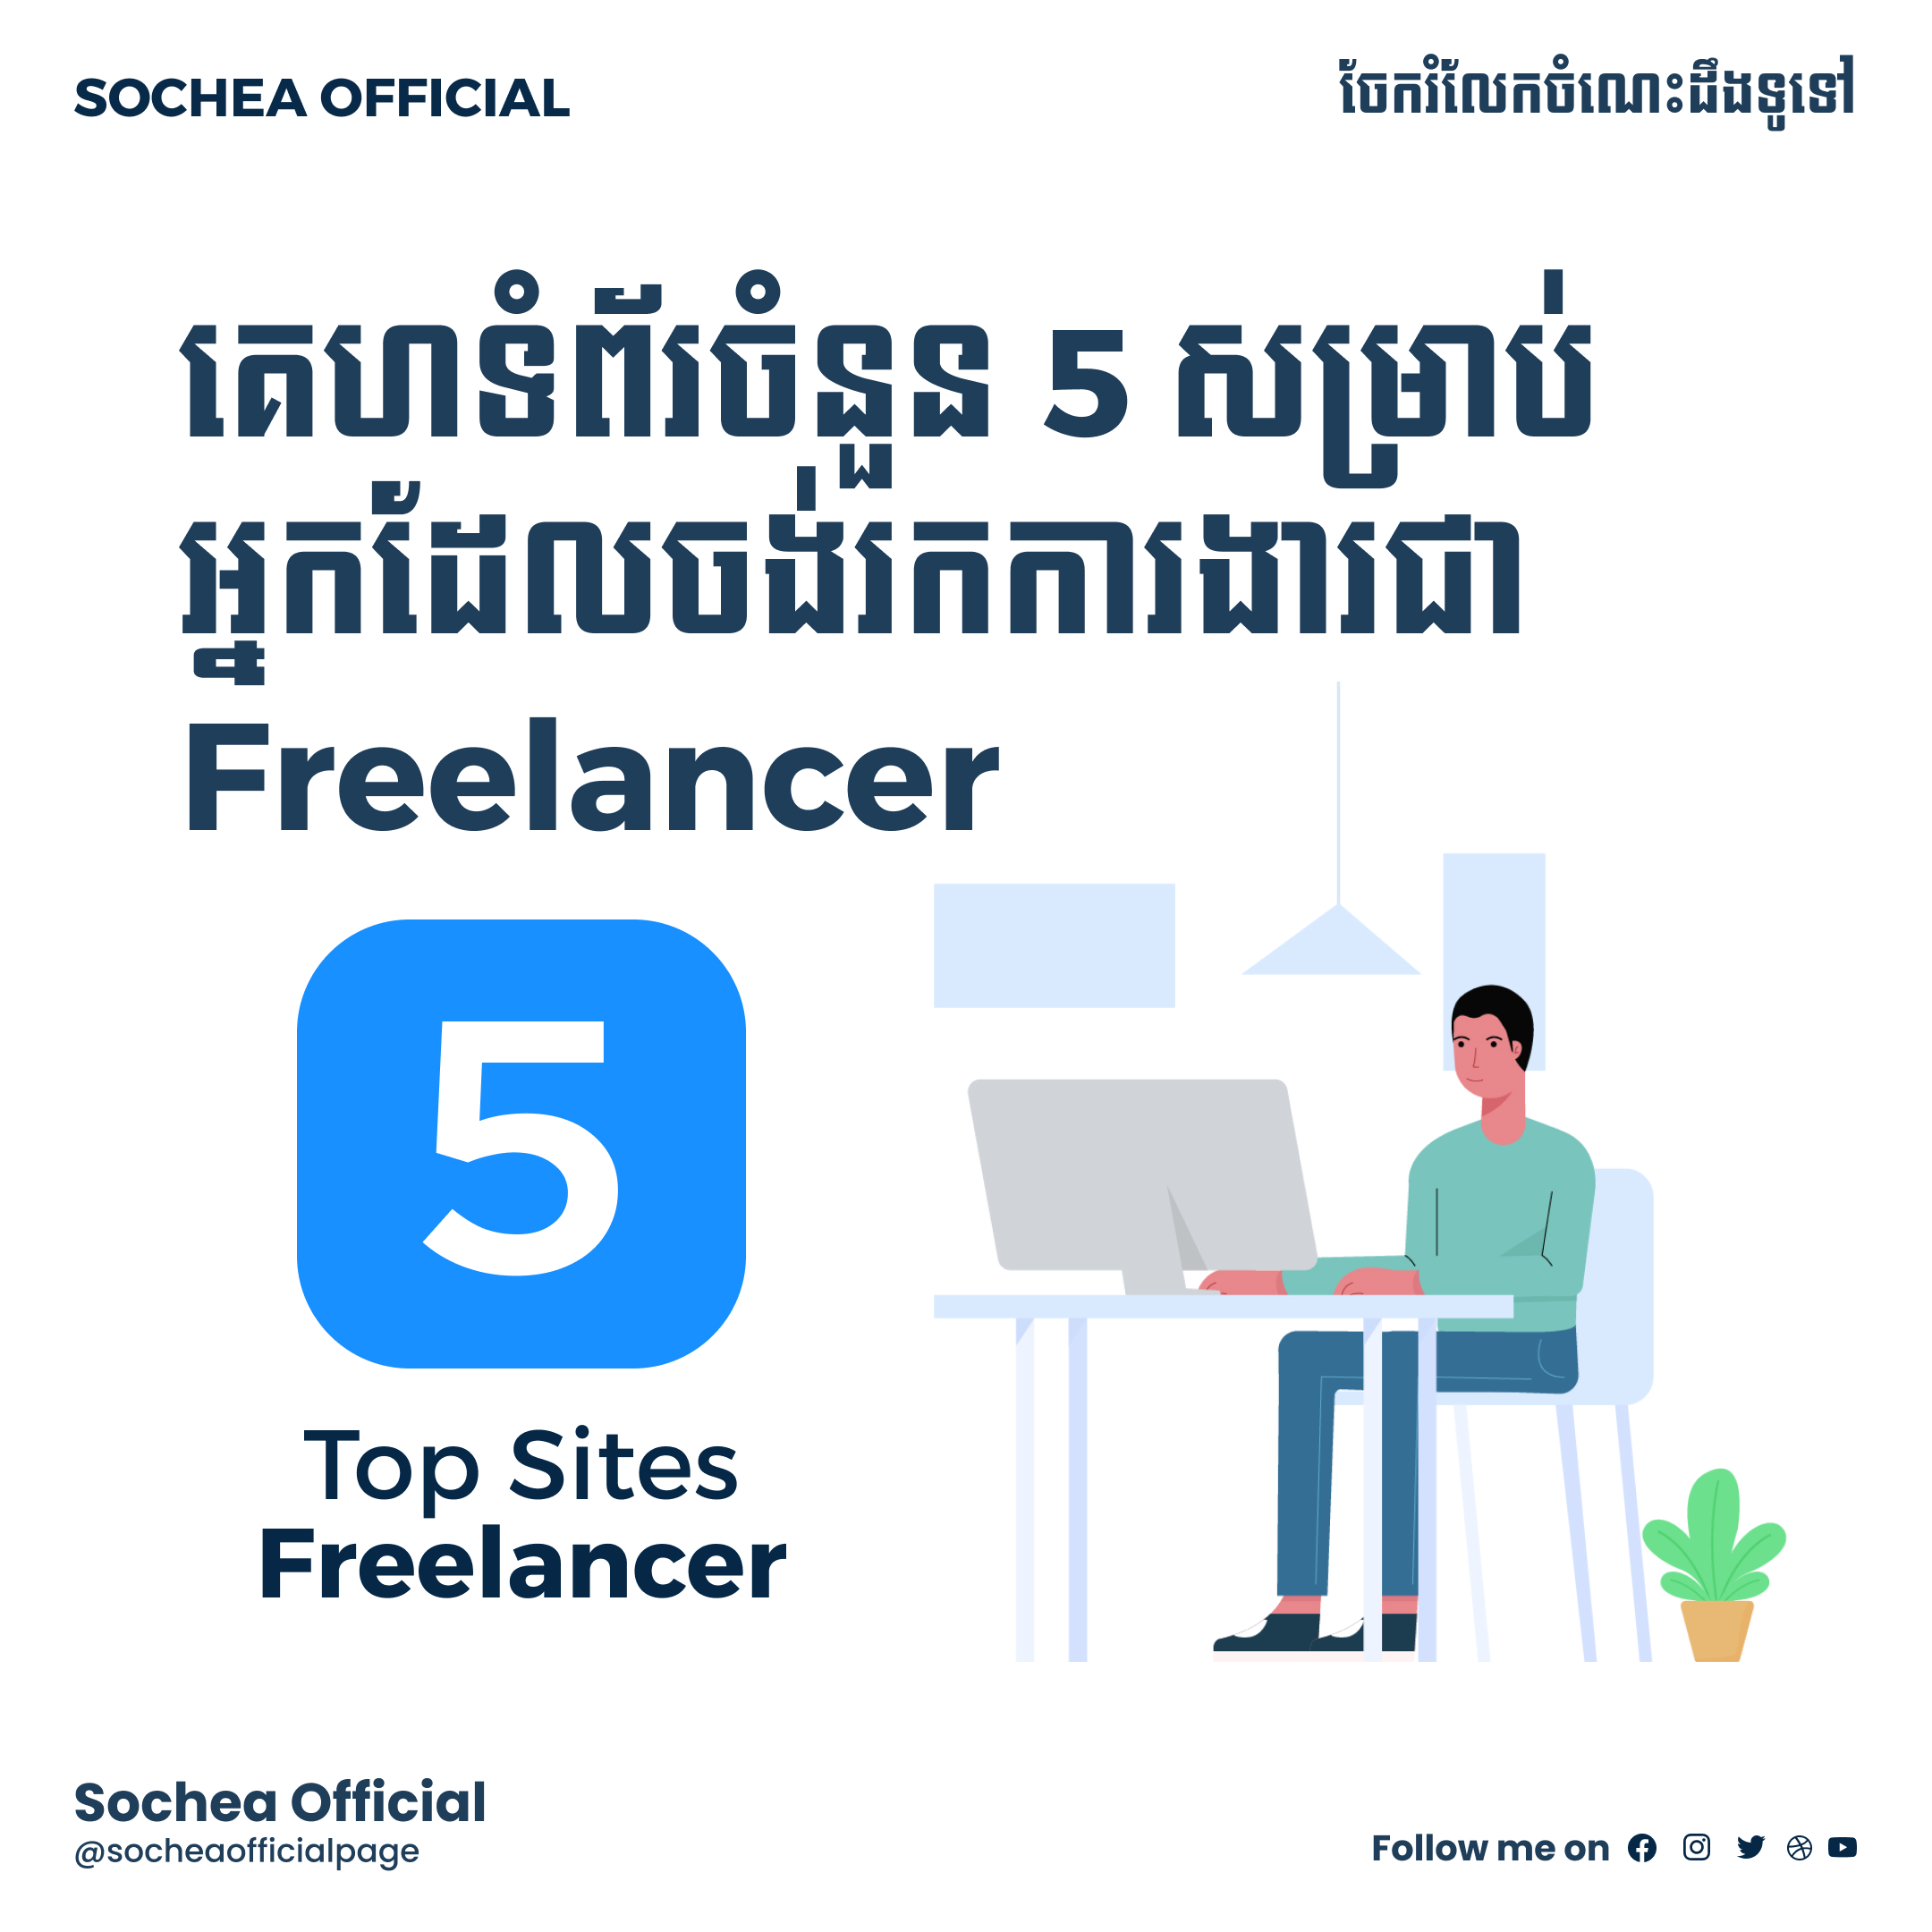 SOCHEA OFFICIAL
ចែករំលែកចំណេះដឹងទូទៅ
គេហទំព័រចំនួន 5 សម្រាប់
អ្នកដែលចង់រកការងារជា
Freelancer
5
Top Sites
Freelancer
Sochea Official
@socheaofficialpage
Follow me on